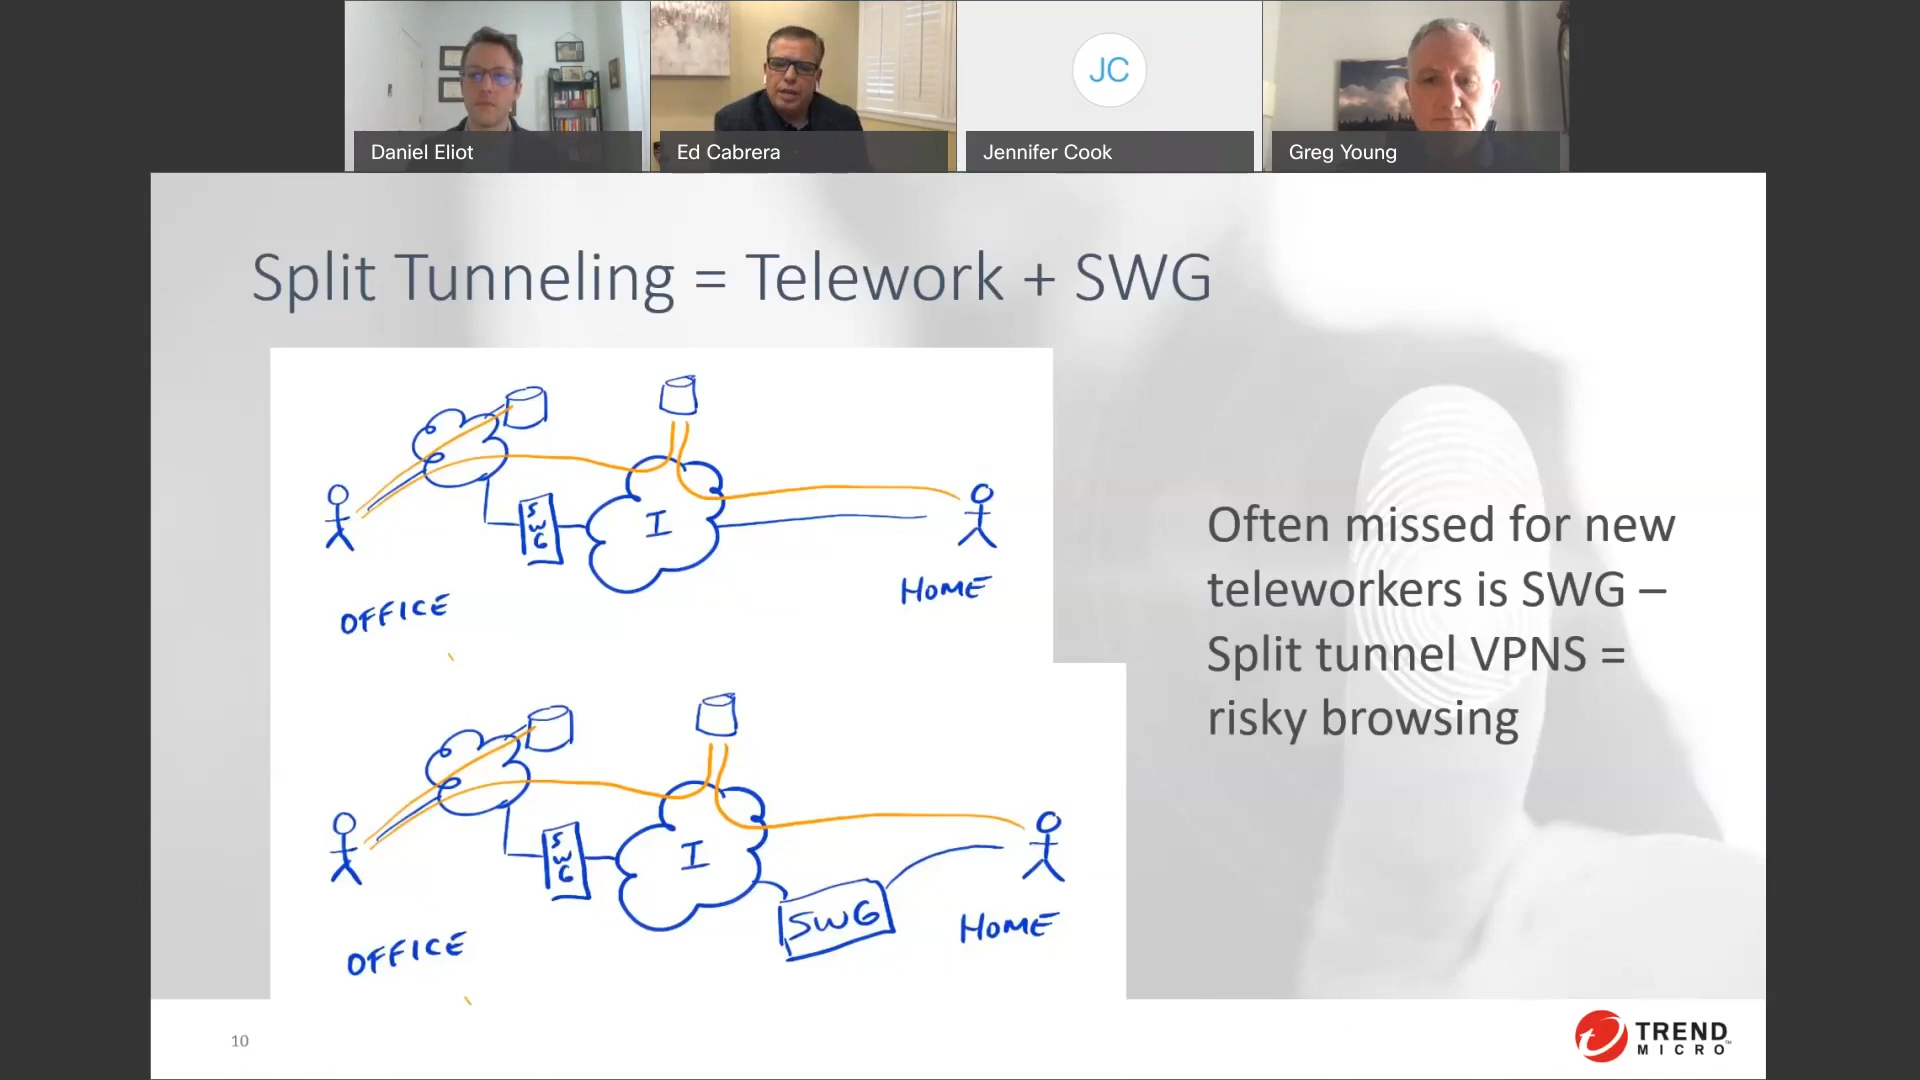 Daniel Eliot
Ed Cabrera
JC
Jennifer Cook
Greg Young
Split Tunneling = Telework + SWG
SWG
I
HOME
OFFICE
Often missed for new
teleworkers is SWG –
Split tunnel VPNS =
risky browsing
SWG
I
SWG
HOME
OFFICE
10
TREND
MICRO™